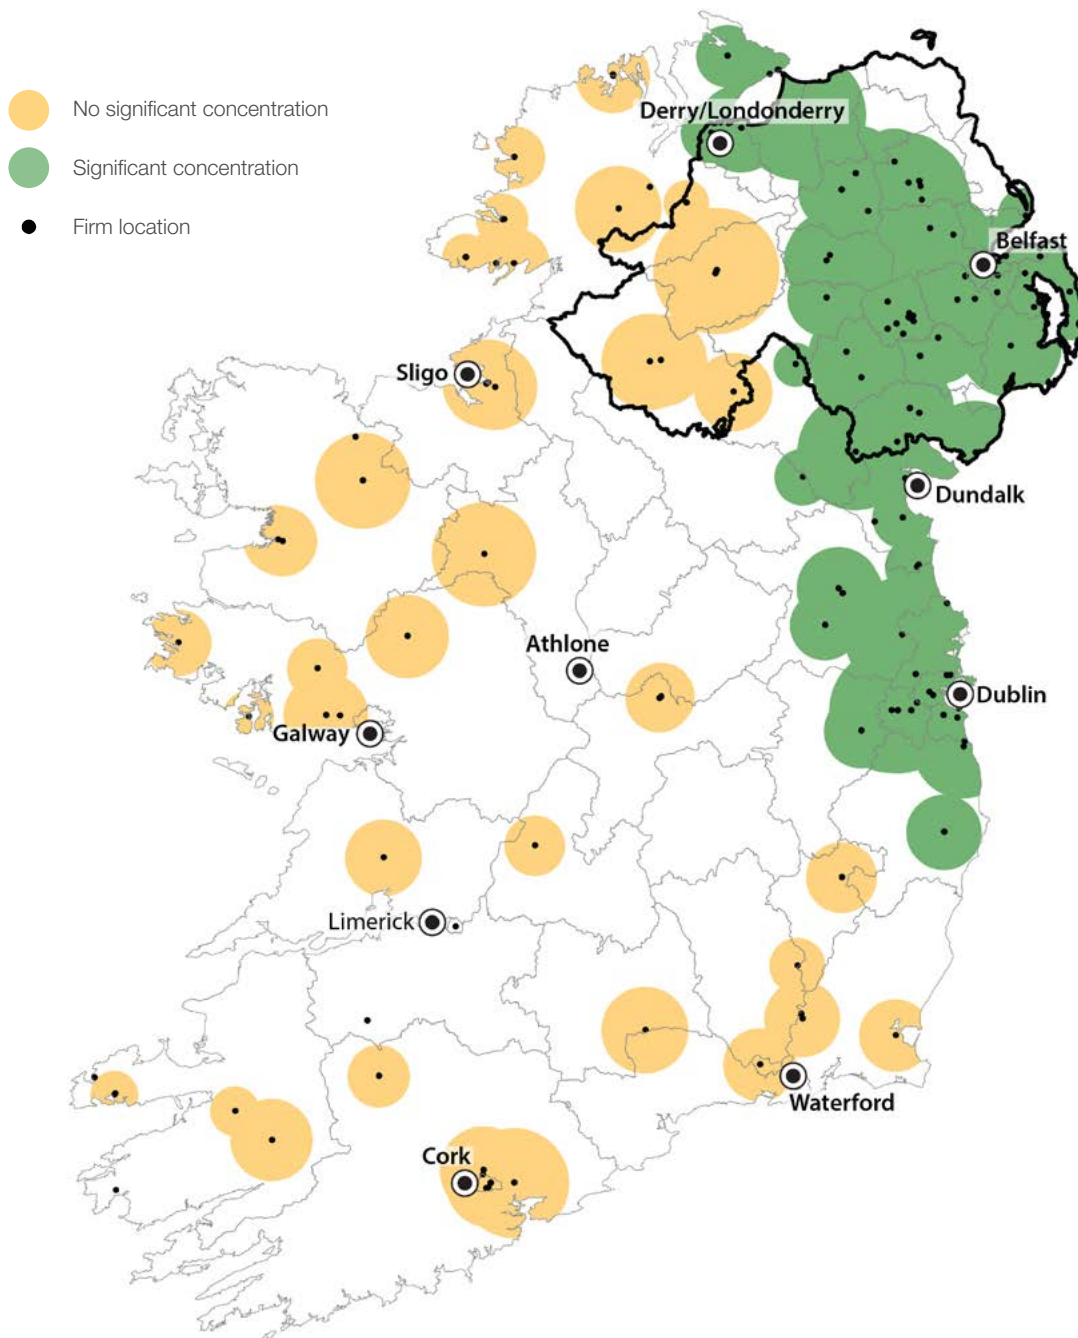 No significant concentration
Significant concentration
Firm location
Derry/Londonderry
Belfast
Sligo
Dundalk
Athlone
Dublin
Galway
Limerick
Waterford
Cork